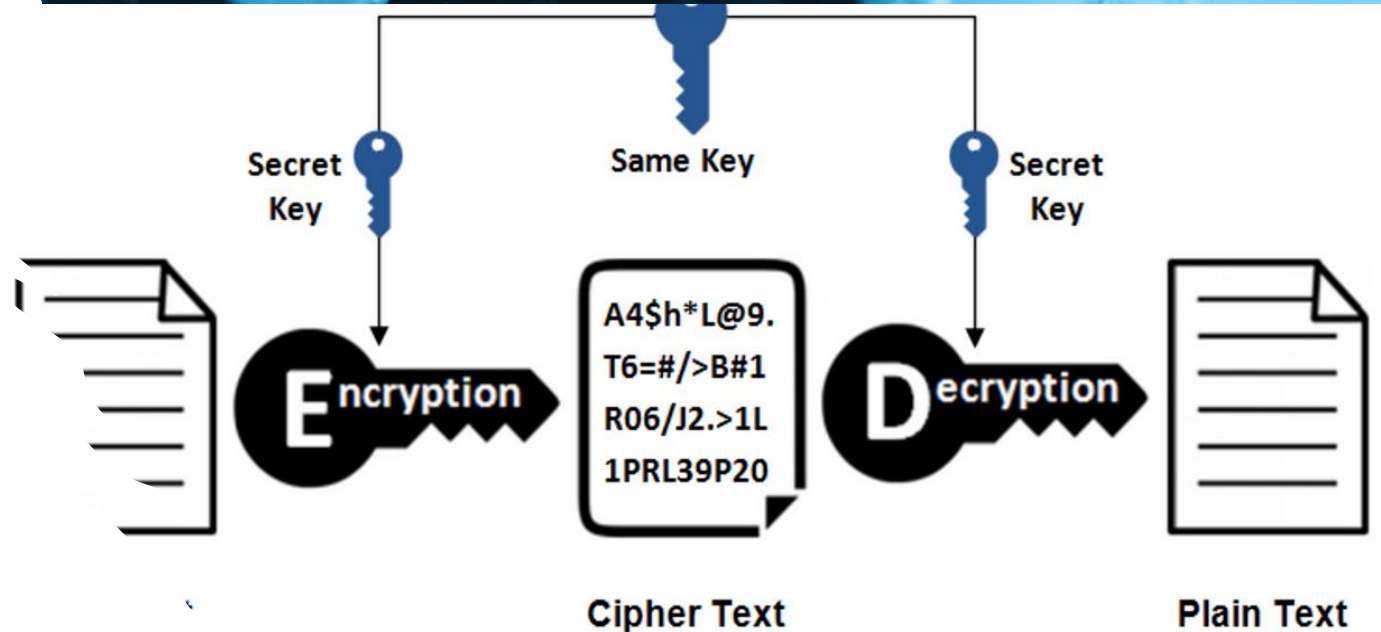 Same Key
Secret
Key
Secret
Key
Encryption
A4$h*L@9.
T6=#/>B#1
R06/J2.>1L
1PRL39P20
Decryption
Cipher Text
Plain Text